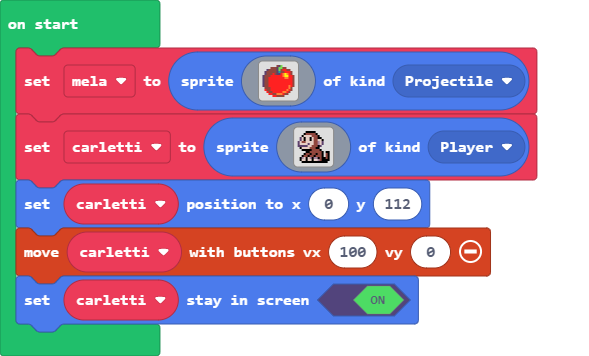 on start
set mela to sprite of kind Projectile
set carletti to sprite of kind Player
set carletti position to x 0 y 112
move carletti with buttons vx 100 vy 0
set carletti stay in screen ON